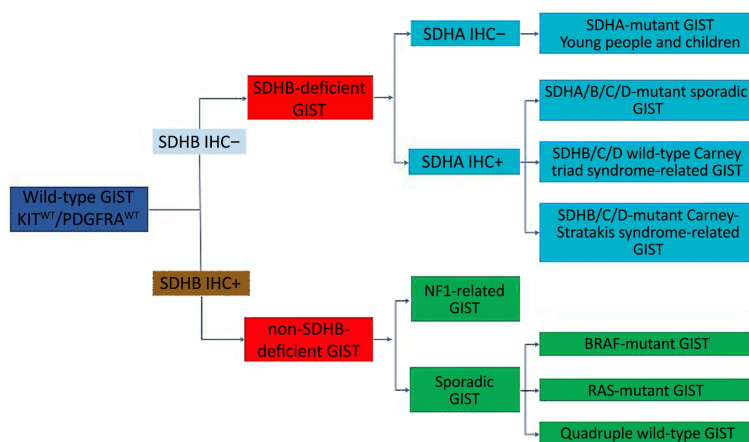 Wild-type GIST
KIT^WT/PDGFRA^WT
SDHB IHC−
SDHB IHC+
SDHB-deficient
GIST
non-SDHB-
deficient GIST
SDHA IHC−
SDHA IHC+
SDHA-mutant GIST
Young people and children
SDHA/B/C/D-mutant sporadic
GIST
SDHB/C/D wild-type Carney
triad syndrome-related GIST
SDHB/C/D-mutant Carney-
Stratakis syndrome-related
GIST
NF1-related
GIST
Sporadic
GIST
BRAF-mutant GIST
RAS-mutant GIST
Quadruple wild-type GIST